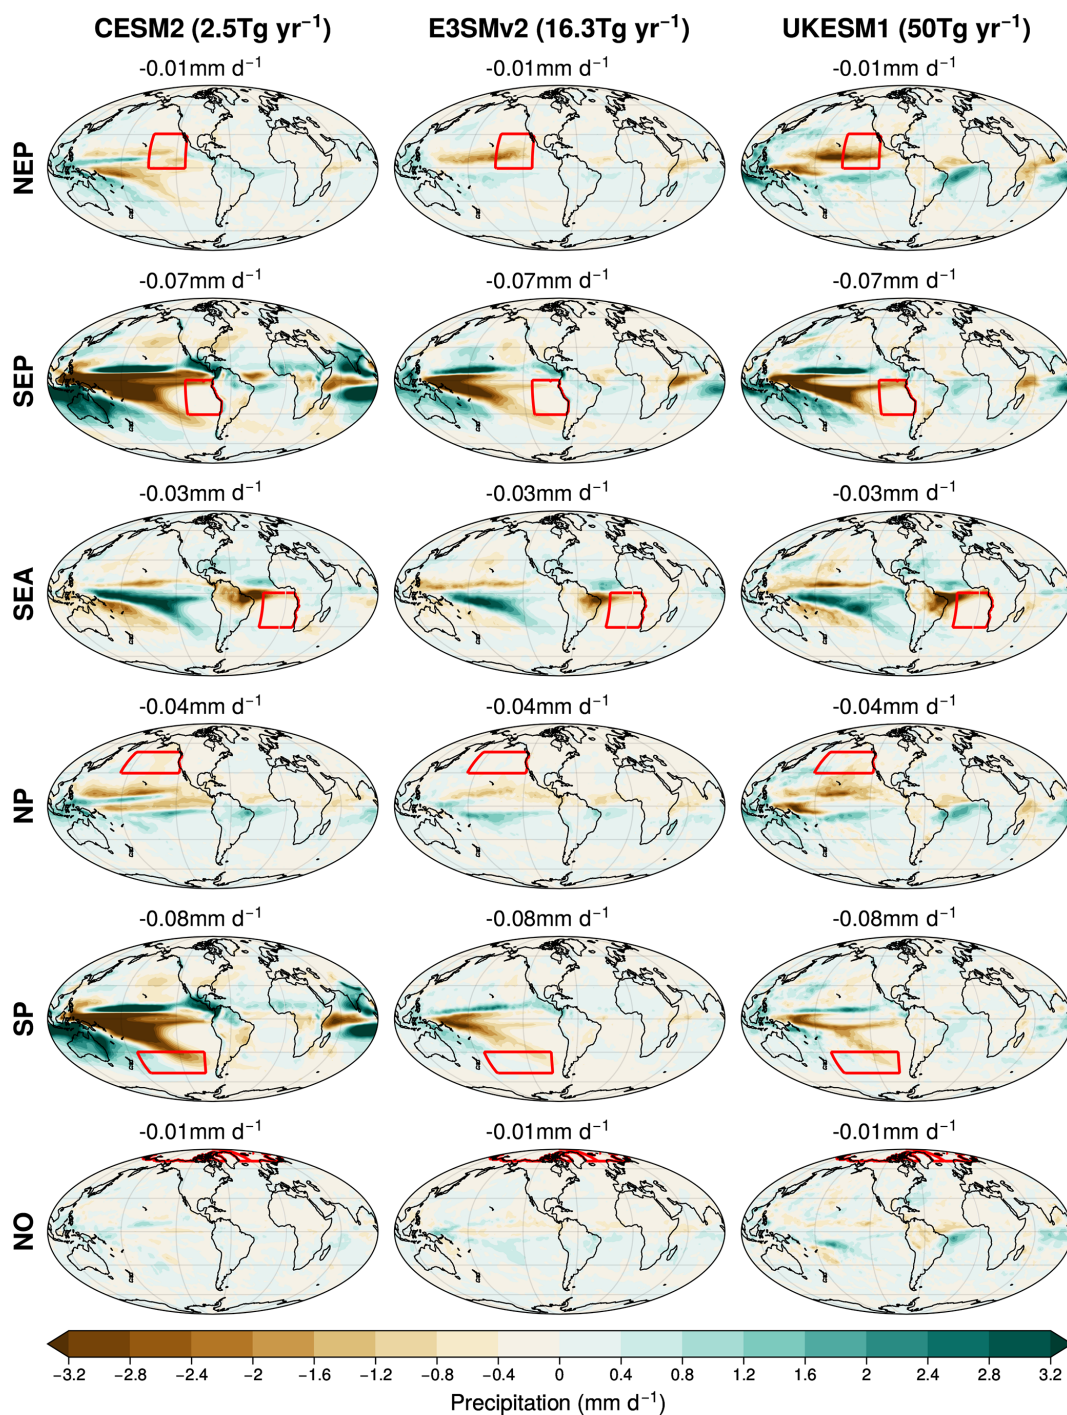 CESM2 (2.5Tg yr⁻¹) E3SMv2 (16.3Tg yr⁻¹) UKESM1 (50Tg yr⁻¹)
NEP
-0.01mm d⁻¹ -0.01mm d⁻¹ -0.01mm d⁻¹
SEP
-0.07mm d⁻¹ -0.07mm d⁻¹ -0.07mm d⁻¹
SEA
-0.03mm d⁻¹ -0.03mm d⁻¹ -0.03mm d⁻¹
NP
-0.04mm d⁻¹ -0.04mm d⁻¹ -0.04mm d⁻¹
SP
-0.08mm d⁻¹ -0.08mm d⁻¹ -0.08mm d⁻¹
NO
-0.01mm d⁻¹ -0.01mm d⁻¹ -0.01mm d⁻¹
−3.2 −2.8 −2.4 −2 −1.6 −1.2 −0.8 −0.4 0 0.4 0.8 1.2 1.6 2 2.4 2.8 3.2
Precipitation (mm d⁻¹)